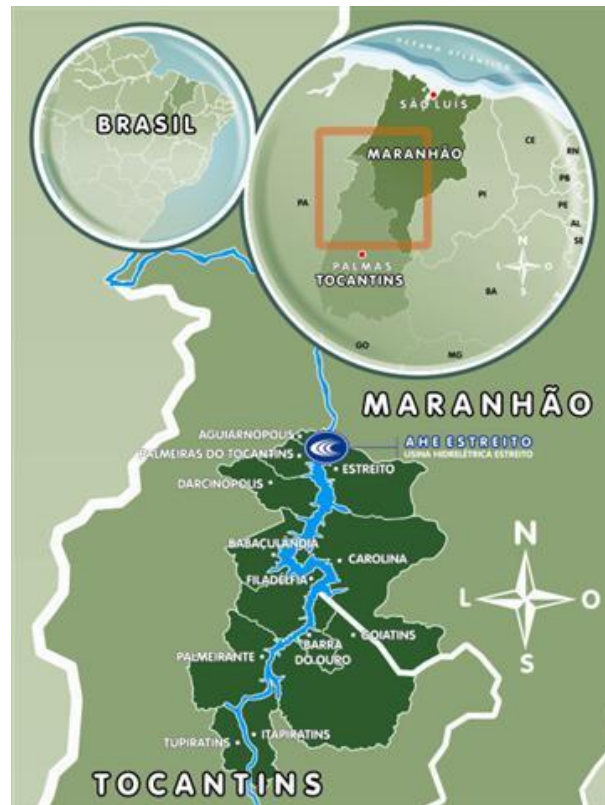 BRASIL
OCEANO ATLÂNTICO
SÃO LUIS
MARANHÃO
CE
RN
PB
PE
AL
SE
PA
PI
PALMAS
TOCANTINS
N
L
O
S
BA
GO
MG
MARANHÃO
AGUIARNÓPOLIS
PALMEIRAS DO TOCANTINS
AHE ESTREITO
USINA HIDRELÉTRICA ESTREITO
ESTREITO
DARCINÓPOLIS
BABAÇULÂNDIA
CAROLINA
FILADÉLFIA
N
L
O
S
BARRA
DO OURO
GOIATINS
PALMEIRANTE
ITAPIRATINS
TUPIRATINS
TOCANTINS